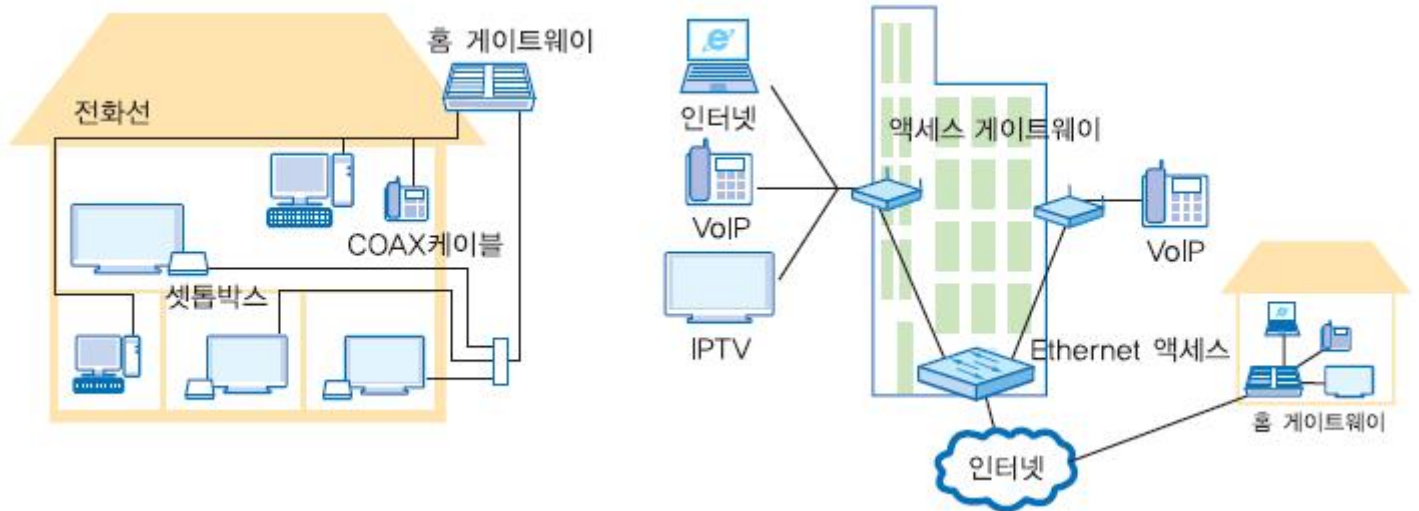 홈 게이트웨이
전화선
COAX케이블
셋톱박스
인터넷
VoIP
IPTV
액세스 게이트웨이
VoIP
Ethernet 액세스
인터넷
홈 게이트웨이